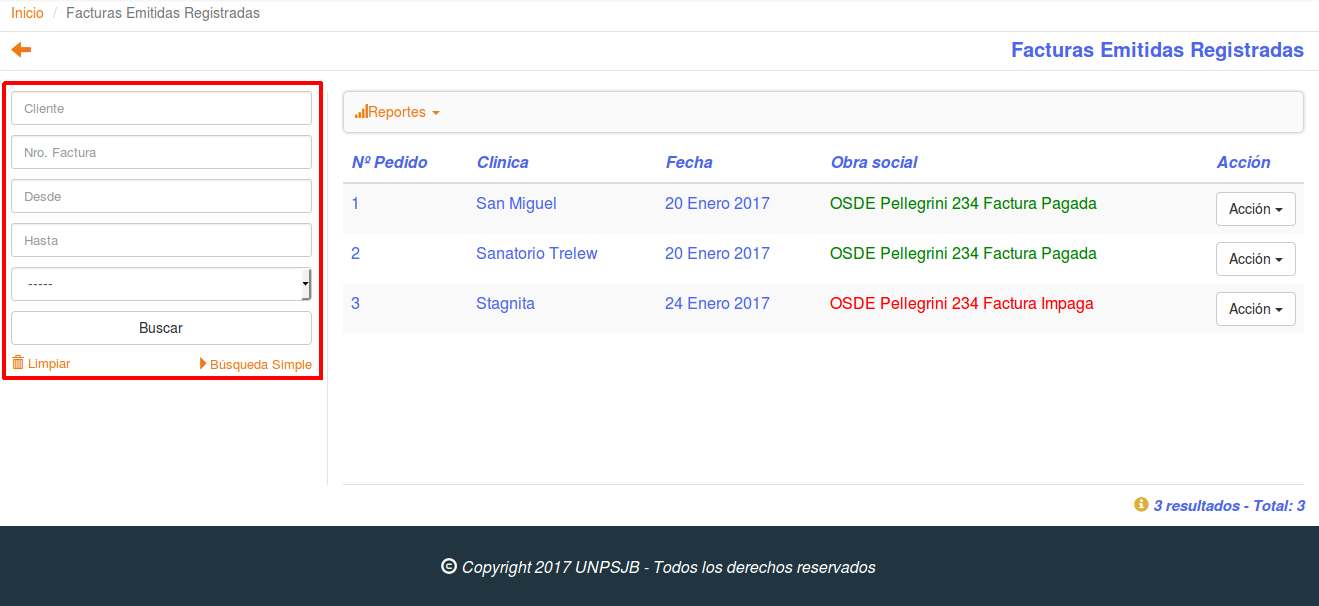 Inicio / Facturas Emitidas Registradas
Facturas Emitidas Registradas
Cliente
Nro. Factura
Desde
Hasta
-----
Buscar
Limpiar Búsqueda Simple
Reportes
Nº Pedido Clinica Fecha Obra social Acción
1 San Miguel 20 Enero 2017 OSDE Pellegrini 234 Factura Pagada Acción
2 Sanatorio Trelew 20 Enero 2017 OSDE Pellegrini 234 Factura Pagada Acción
3 Stagnita 24 Enero 2017 OSDE Pellegrini 234 Factura Impaga Acción
3 resultados - Total: 3
© Copyright 2017 UNPSJB - Todos los derechos reservados